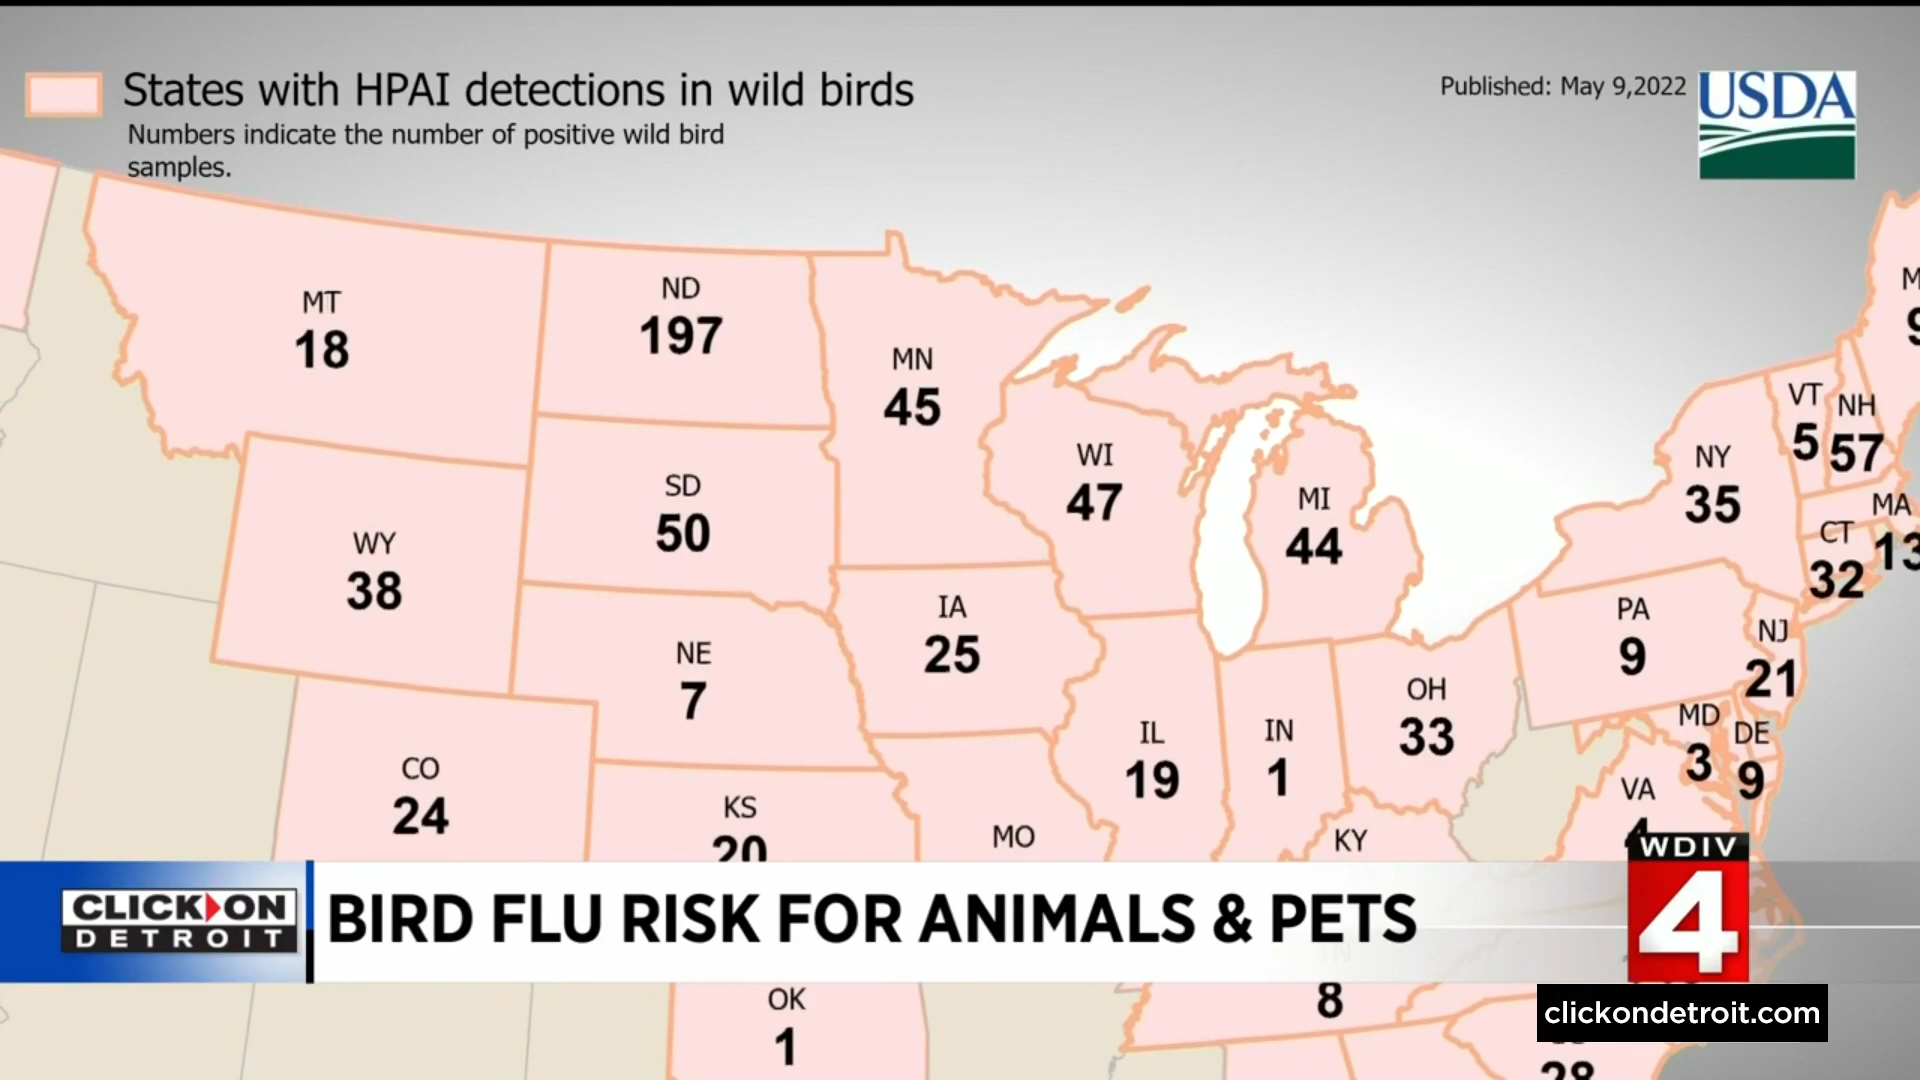 States with HPAI detections in wild birds
Numbers indicate the number of positive wild bird
samples.
Published: May 9,2022
USDA
MT
18
ND
197
MN
45
WI
47
MI
44
SD
50
WY
38
NE
7
IA
25
IL
19
IN
1
OH
33
CO
24
KS
20
MO
KY
NY
35
VT
5
NH
57
MA
13
CT
32
PA
9
NJ
21
MD
3
DE
9
VA
4
WDIV
4
CLICK ON
DETROIT
BIRD FLU RISK FOR ANIMALS & PETS
OK
1
8
28
clickondetroit.com